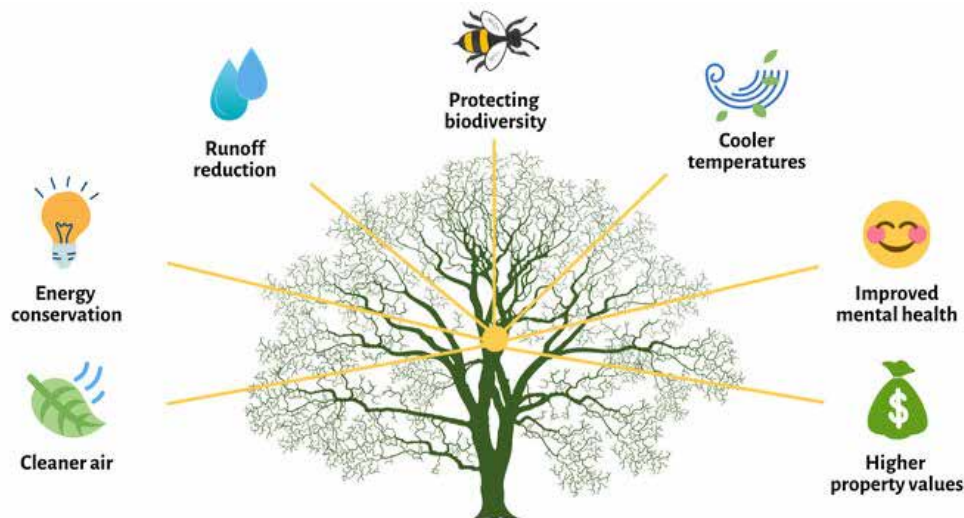 Protecting
biodiversity
Runoff
reduction
Cooler
temperatures
Energy
conservation
Improved
mental health
Cleaner air
$
Higher
property values